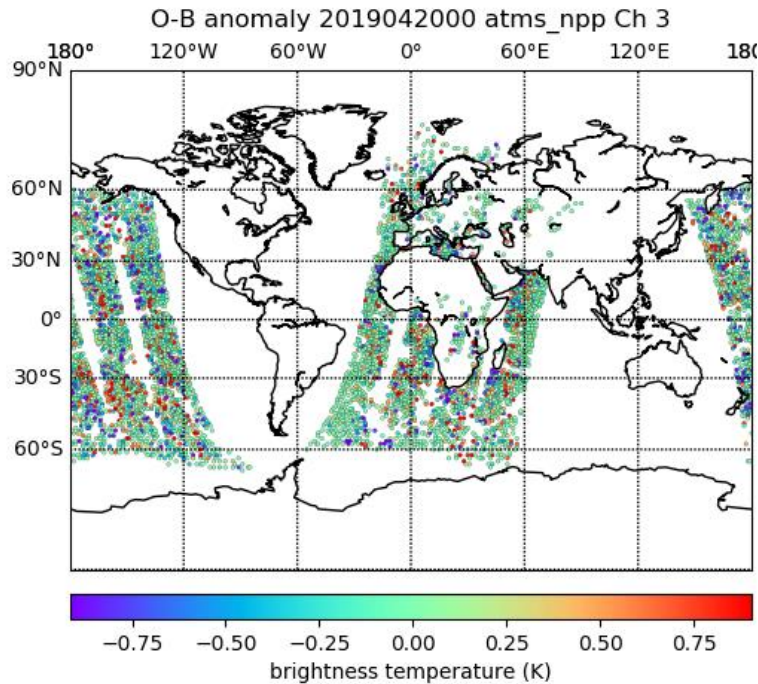 O-B anomaly 2019042000 atms_npp Ch 3
180° 120°W 60°W 0° 60°E 120°E 180
90°N
60°N
30°N
0°
30°S
60°S
−0.75 −0.50 −0.25 0.00 0.25 0.50 0.75
brightness temperature (K)